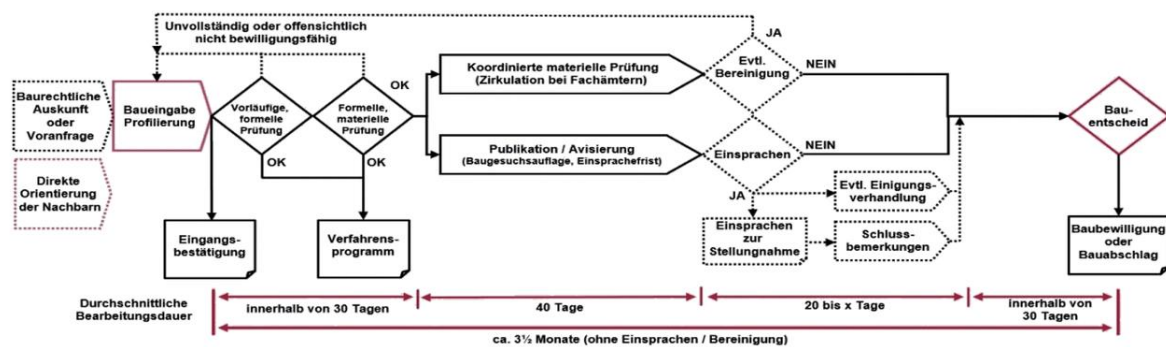 Unvollständig oder offensichtlich
nicht bewilligungsfähig
JA
Baurechtliche
Auskunft
oder
Voranfrage
Baueingabe
Profilierung
Vorläufige,
formelle
Prüfung
Formelle,
materielle
Prüfung
OK
Koordinierte materielle Prüfung
(Zirkulation bei Fachämtern)
Evtl.
Bereinigung
NEIN
Bau-
entscheid
OK
OK
Publikation / Avisierung
(Baugesuchsauflage, Einsprachefrist)
Einsprachen
NEIN
Direkte
Orientierung
der Nachbarn
JA
Evtl. Einigungs-
verhandlung
Eingangs-
bestätigung
Verfahrens-
programm
Einsprachen
zur
Stellungnahme
Schluss-
bemerkungen
Baubewilligung
oder
Bauabschlag
Durchschnittliche
Bearbeitungsdauer
innerhalb von 30 Tagen
40 Tage
20 bis x Tage
innerhalb von
30 Tagen
ca. 3½ Monate (ohne Einsprachen / Bereinigung)